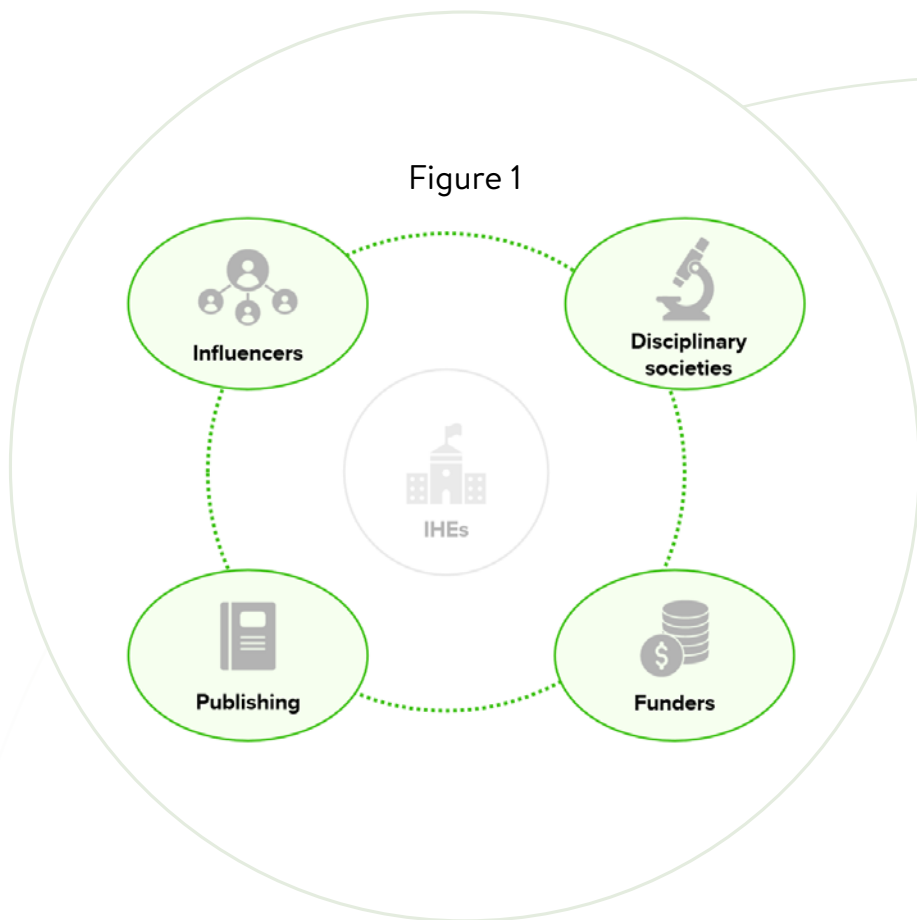 Figure 1
Influencers
Disciplinary
societies
IHEs
Publishing
$
Funders